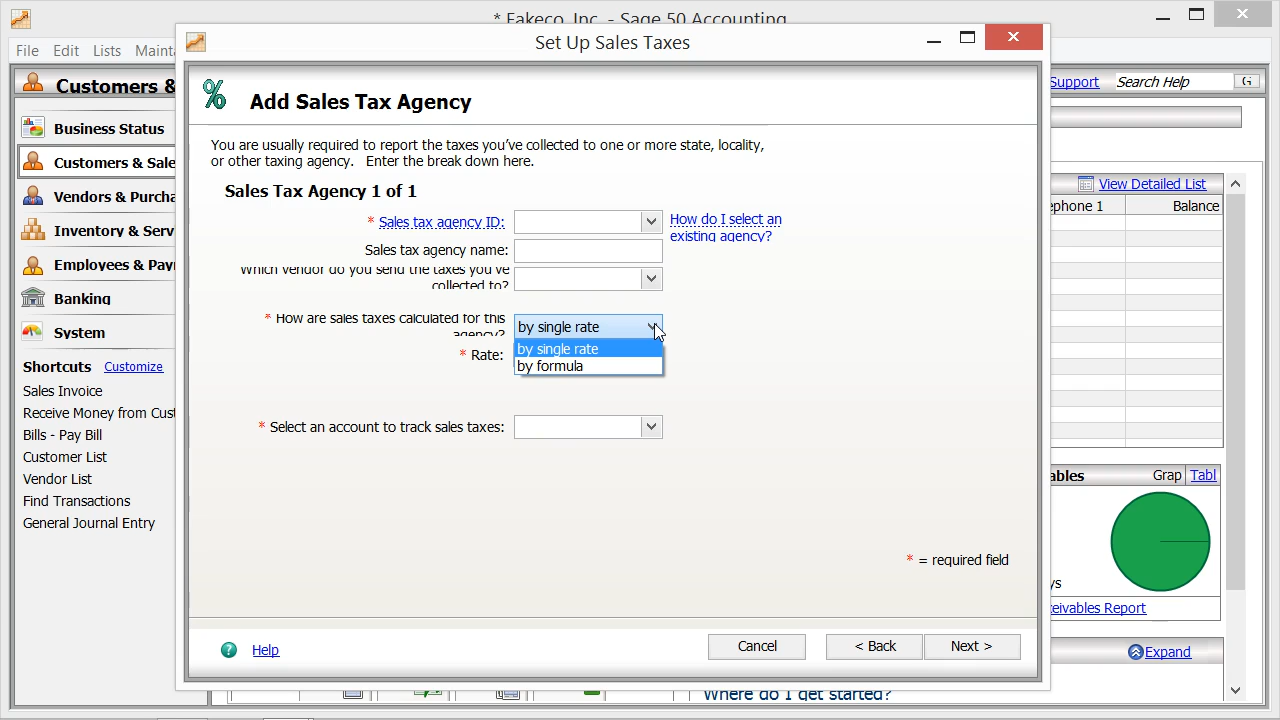 * Fakeco, Inc. - Sage 50 Accounting
File Edit Lists Mainta
Set Up Sales Taxes
Customers &
Support
Search Help
G
%
Add Sales Tax Agency
You are usually required to report the taxes you've collected to one or more state, locality,
or other taxing agency. Enter the break down here.
Sales Tax Agency 1 of 1
* Sales tax agency ID:
How do I select an
existing agency?
Sales tax agency name:
Which vendor do you send the taxes you've
collected to?
* How are sales taxes calculated for this
agency?
by single rate
by single rate
by formula
* Rate:
* Select an account to track sales taxes:
* = required field
Help
Cancel
< Back
Next >
Business Status
Customers & Sale
Vendors & Purcha
Inventory & Serv
Employees & Pay
Banking
System
Shortcuts Customize
Sales Invoice
Receive Money from Cust
Bills - Pay Bill
Customer List
Vendor List
Find Transactions
General Journal Entry
View Detailed List
ephone 1
Balance
ables
Grap
Tabl
ys
eivables Report
Expand
Where do I get started?